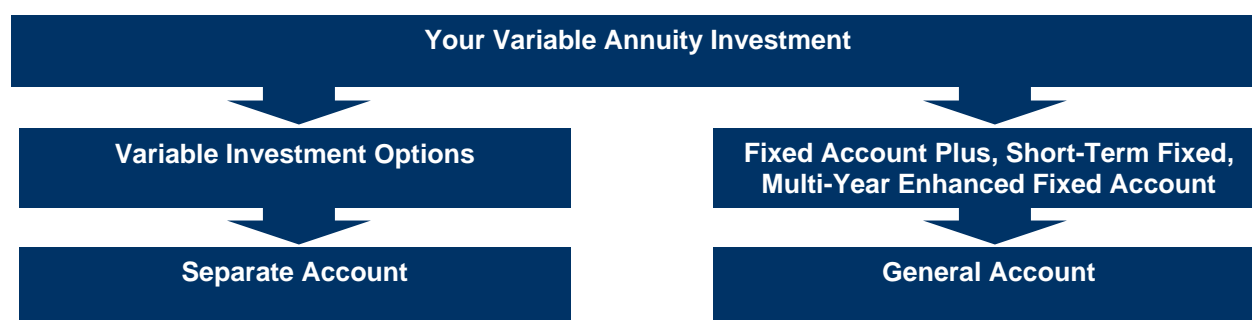 Your Variable Annuity Investment
Variable Investment Options
Fixed Account Plus, Short-Term Fixed,
Multi-Year Enhanced Fixed Account
Separate Account
General Account